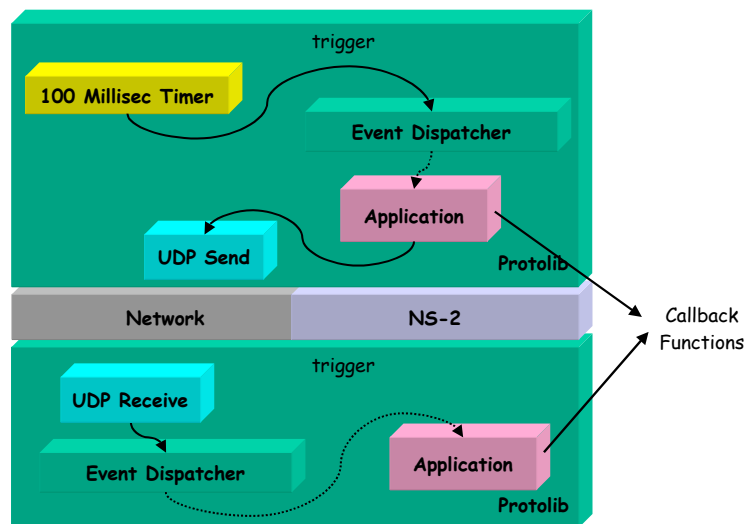 trigger
100 Millisec Timer
Event Dispatcher
Application
UDP Send
Protolib
Network
NS-2
Callback
Functions
trigger
UDP Receive
Event Dispatcher
Application
Protolib